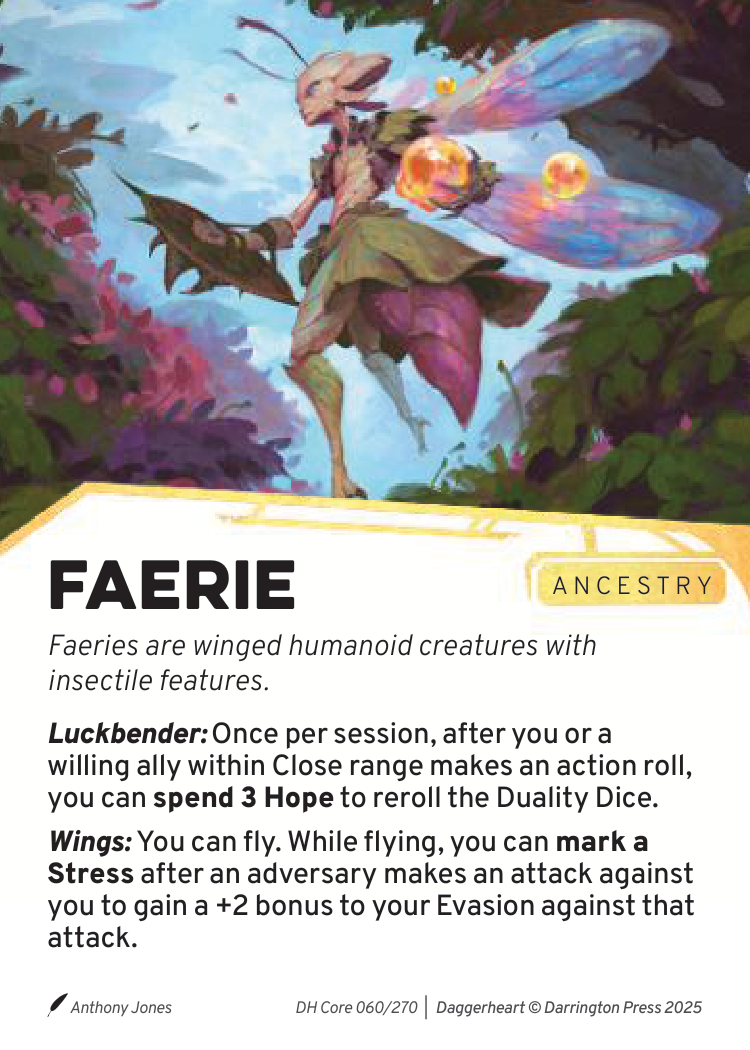 FAERIE
ANCESTRY
Faeries are winged humanoid creatures with
insectile features.
Luckbender: Once per session, after you or a
willing ally within Close range makes an action roll,
you can spend 3 Hope to reroll the Duality Dice.
Wings: You can fly. While flying, you can mark a
Stress after an adversary makes an attack against
you to gain a +2 bonus to your Evasion against that
attack.
Anthony Jones
DH Core 060/270 | Daggerheart © Darrington Press 2025